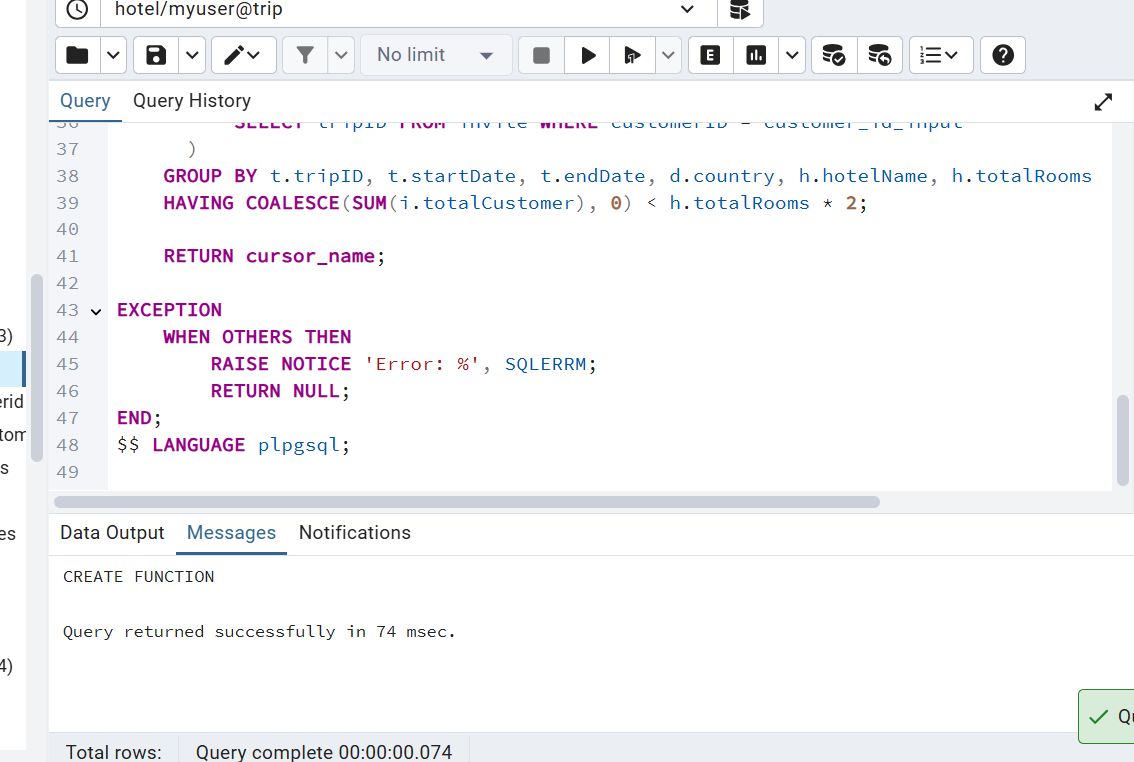 hotel/myuser@trip
No limit
E
?
Query
Query History
36 SELECT tripID FROM invite WHERE customerID = customer_id_input
37 )
38 GROUP BY t.tripID, t.startDate, t.endDate, d.country, h.hotelName, h.totalRooms
39 HAVING COALESCE(SUM(i.totalCustomer), 0) < h.totalRooms * 2;
40
41 RETURN cursor_name;
42
43 EXCEPTION
44 WHEN OTHERS THEN
45 RAISE NOTICE 'Error: %', SQLERRM;
46 RETURN NULL;
47 END;
48 $$ LANGUAGE plpgsql;
49
3)
erid
tom
s
es
4)
Data Output
Messages
Notifications
CREATE FUNCTION
Query returned successfully in 74 msec.
Total rows:
Query complete 00:00:00.074